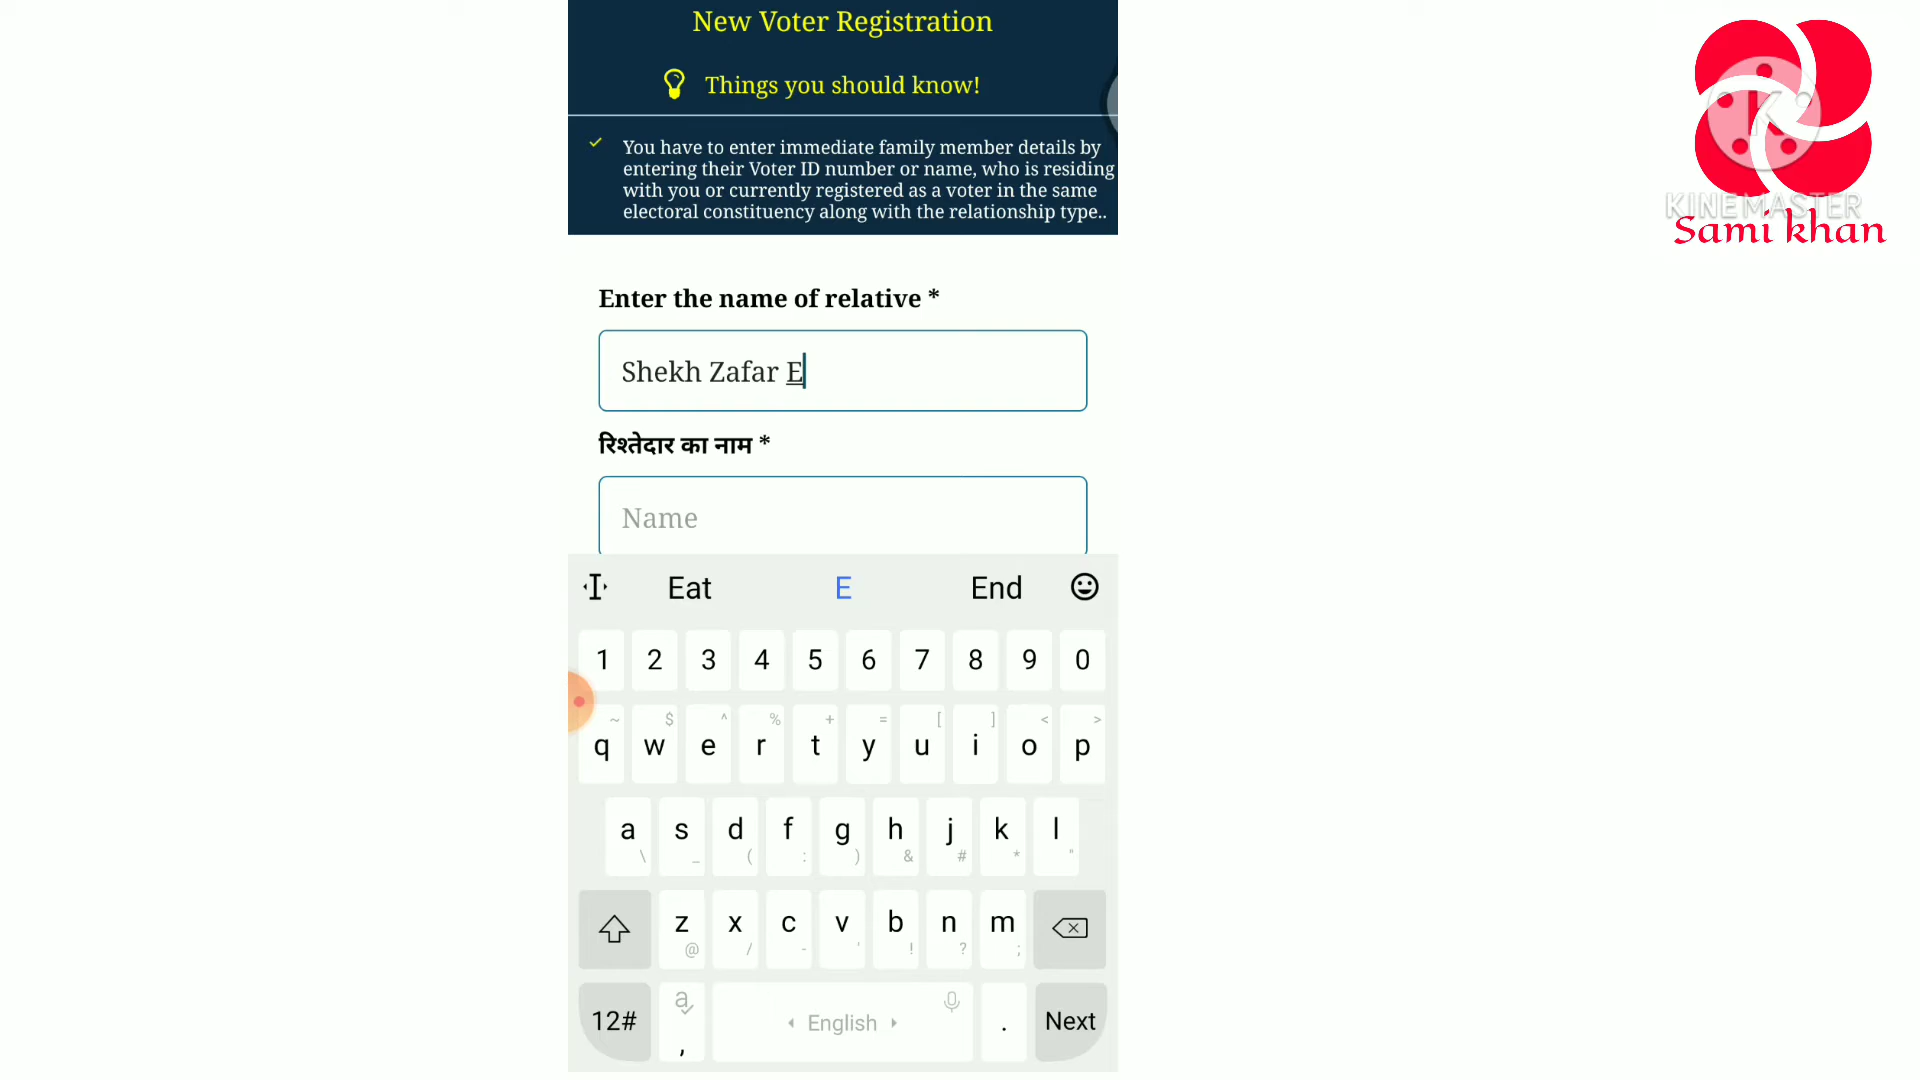 New Voter Registration
Things you should know!
You have to enter immediate family member details by
entering their Voter ID number or name, who is residing
with you or currently registered as a voter in the same
electoral constituency along with the relationship type..
K
KINEMASTER
Sami khan
Enter the name of relative *
Shekh Zafar E
रिश्तेदार का नाम *
Name
Eat E End
1 2 3 4 5 6 7 8 9 0
~ $ ^ % + = [ ] < >
q w e r t y u i o p
a s d f g h j k l
\ _ ( : ) & # * "
z x c v b n m
@ / - ' ! ? ;
12# a , English . Next